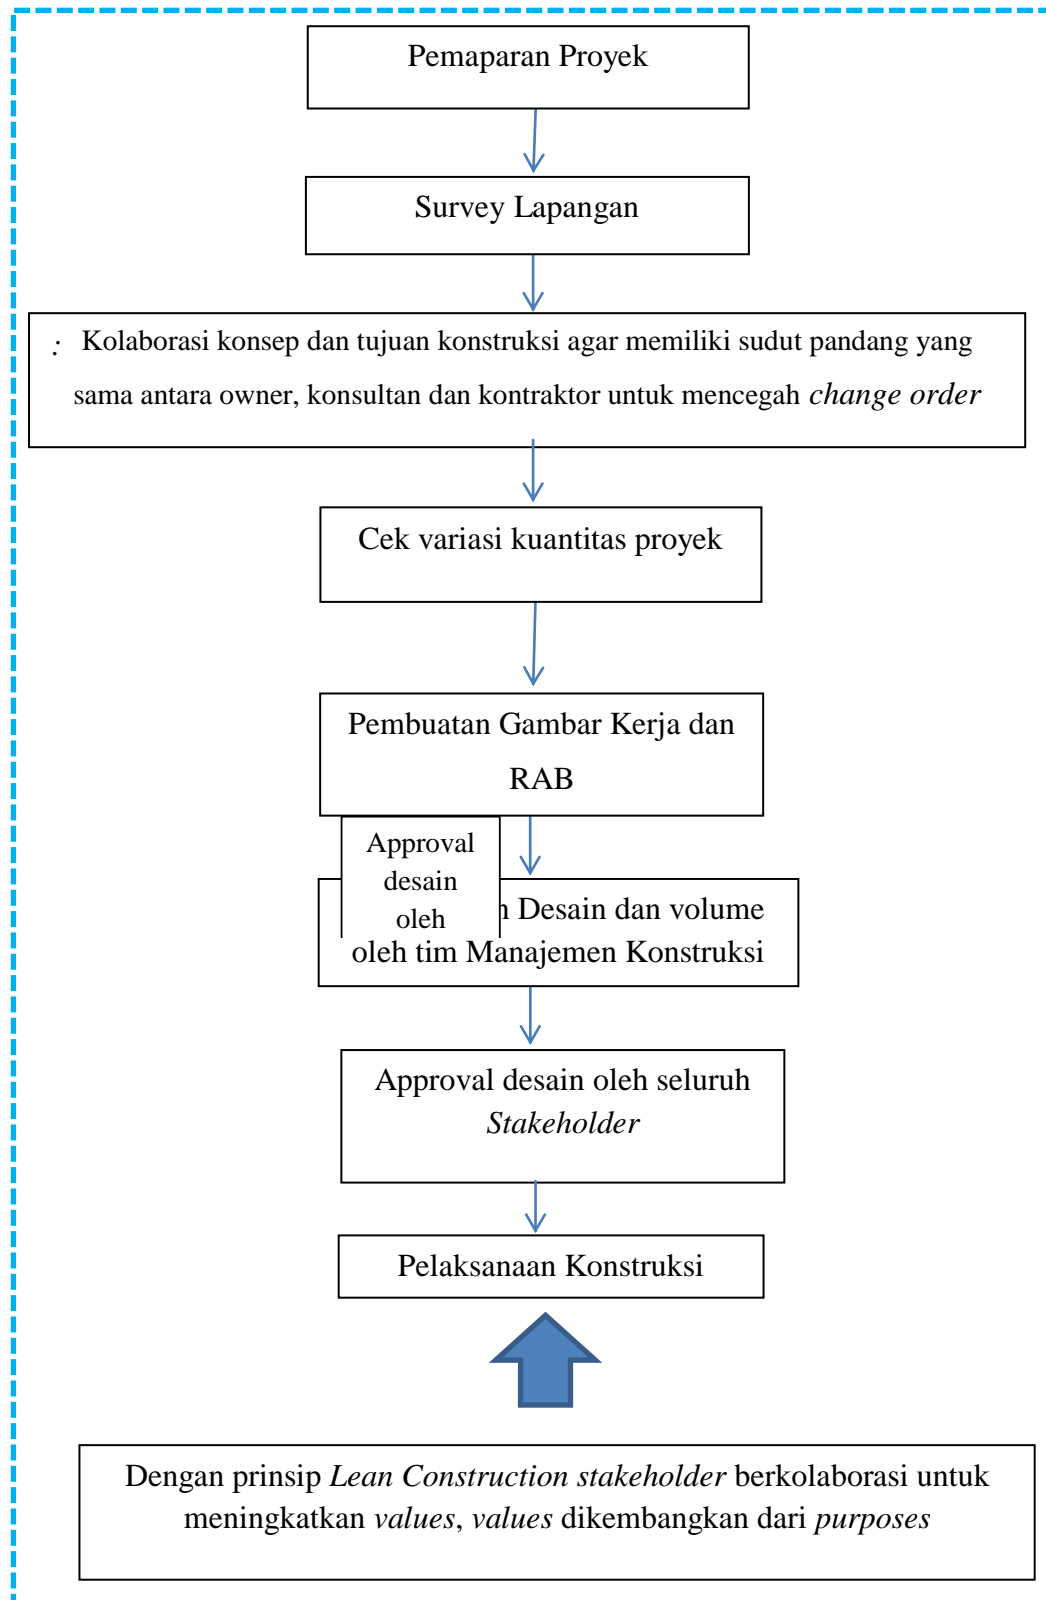 Pemaparan Proyek
Survey Lapangan
: Kolaborasi konsep dan tujuan konstruksi agar memiliki sudut pandang yang
sama antara owner, konsultan dan kontraktor untuk mencegah change order
Cek variasi kuantitas proyek
Pembuatan Gambar Kerja dan
RAB
Approval
desain
oleh
Desain dan volume
oleh tim Manajemen Konstruksi
Approval desain oleh seluruh
Stakeholder
Pelaksanaan Konstruksi
Dengan prinsip Lean Construction stakeholder berkolaborasi untuk
meningkatkan values, values dikembangkan dari purposes